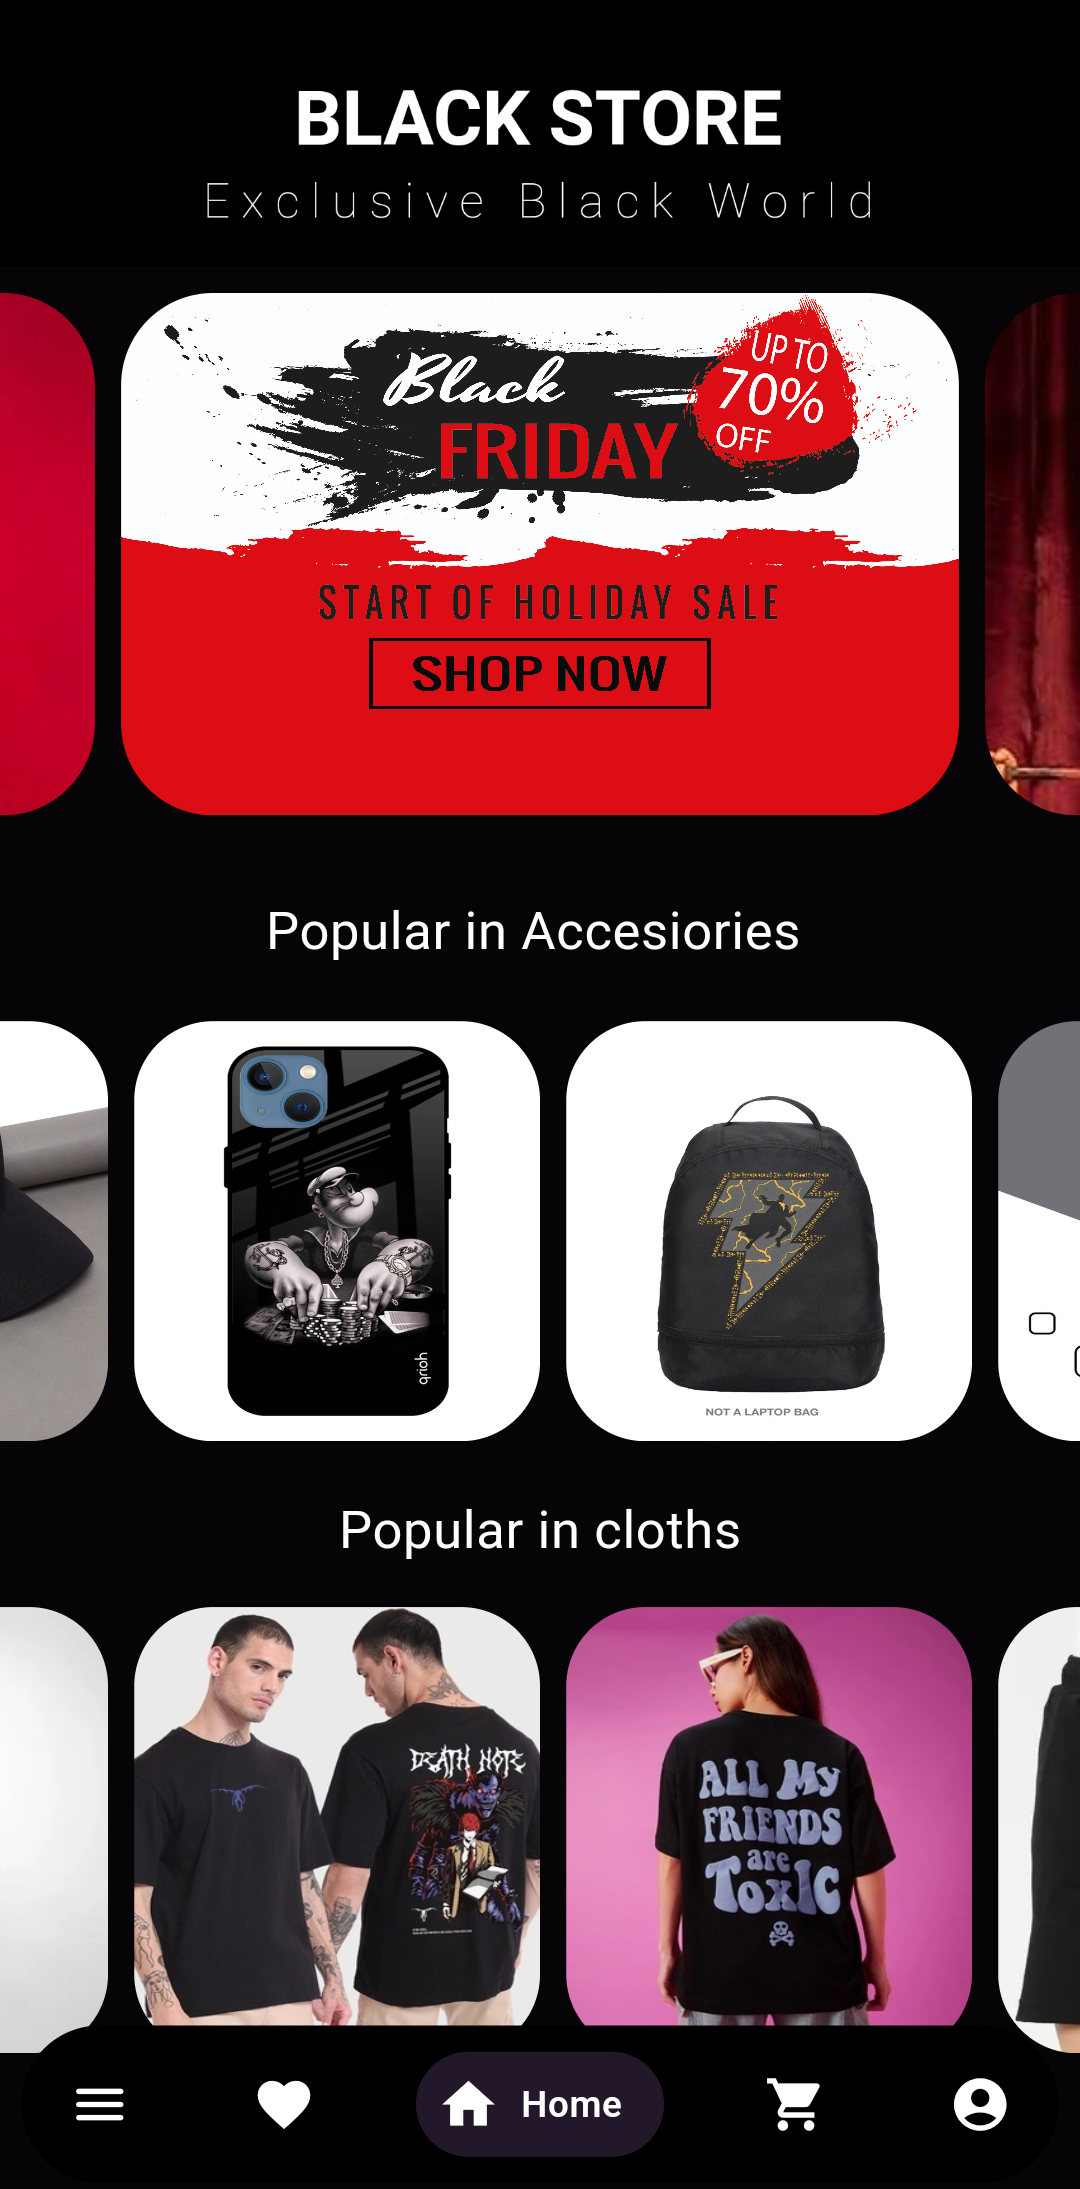 BLACK STORE
Exclusive Black World
Black
FRIDAY
UP TO
70%
OFF
START OF HOLIDAY SALE
SHOP NOW
Popular in Accesiories
qrioh
NOT A LAPTOP BAG
Popular in cloths
DEATH NOTE
ALL My
FRIENDS
are
ToxIC
Home